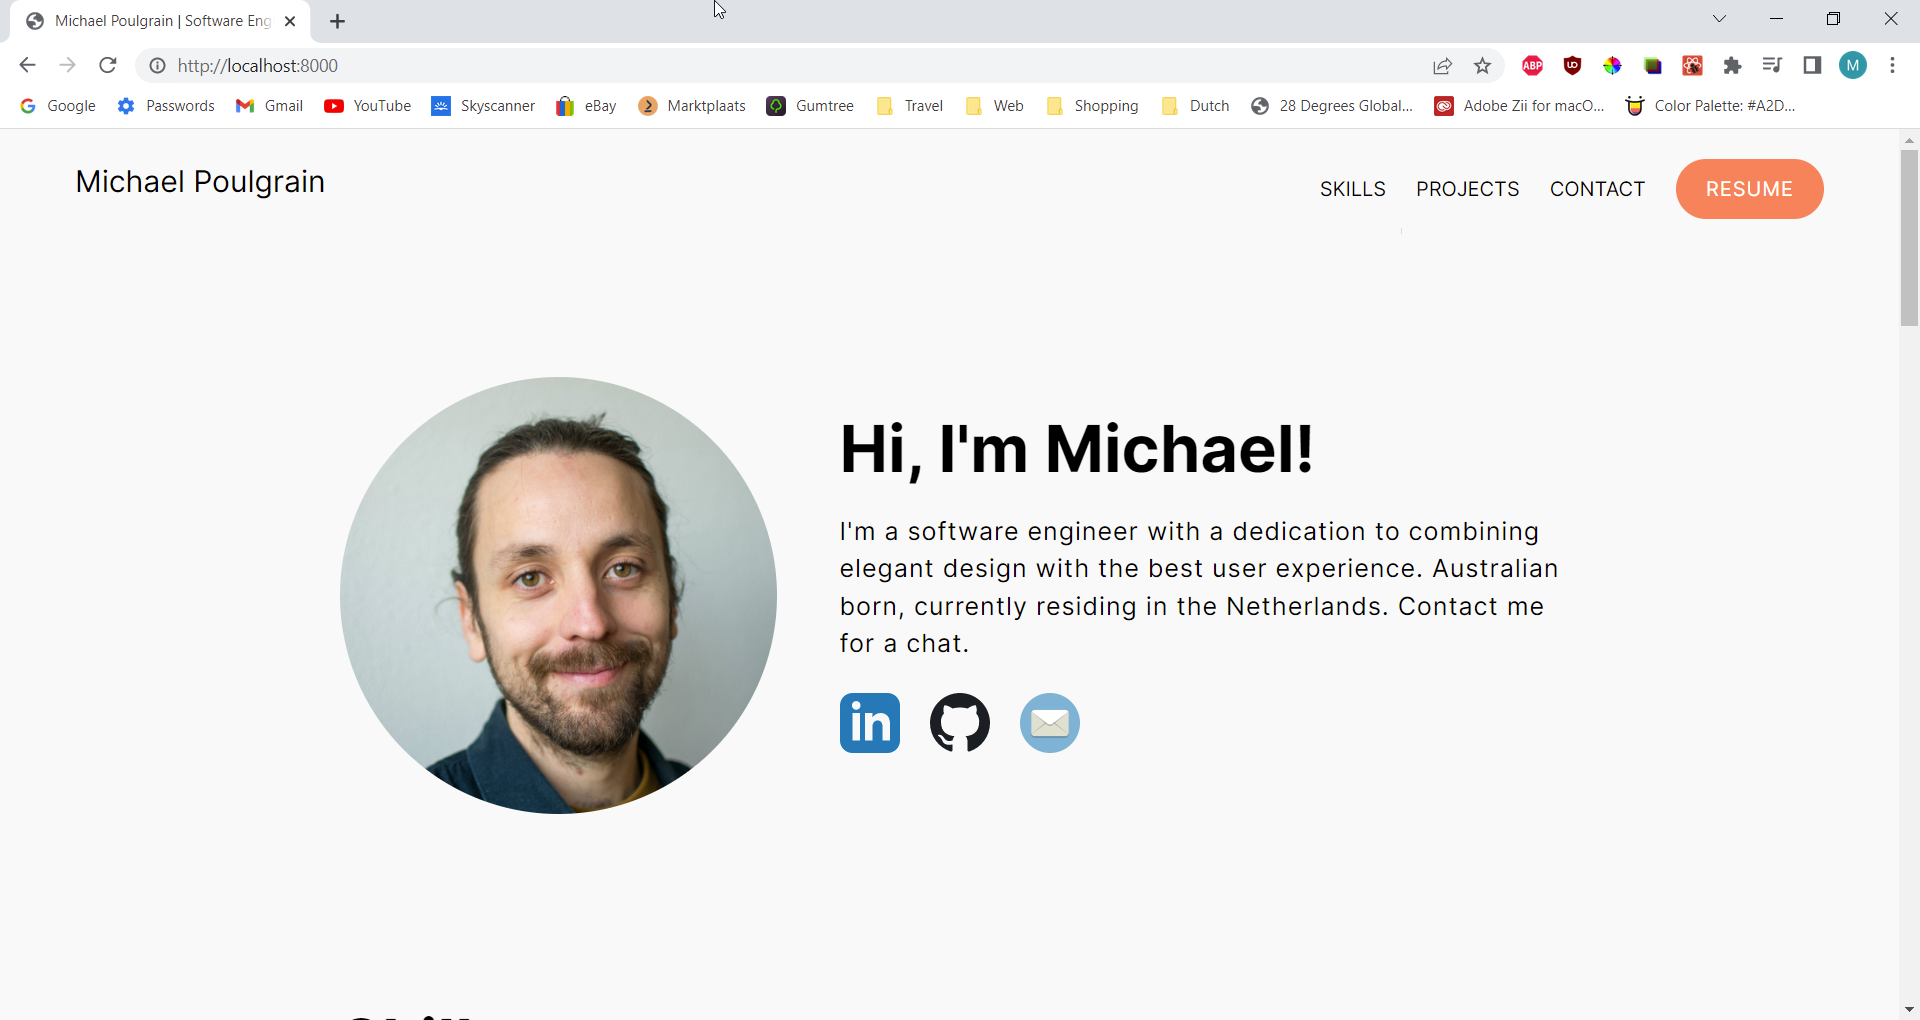 Michael Poulgrain | Software Eng
http://localhost:8000
ABP
M
Google Passwords Gmail YouTube Skyscanner eBay Marktplaats Gumtree Travel Web Shopping Dutch 28 Degrees Global... Adobe Zii for macO... Color Palette: #A2D...
Michael Poulgrain
SKILLS PROJECTS CONTACT RESUME
Hi, I'm Michael!
I'm a software engineer with a dedication to combining
elegant design with the best user experience. Australian
born, currently residing in the Netherlands. Contact me
for a chat.
in